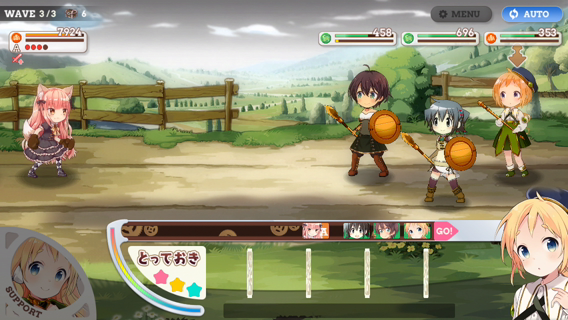 WAVE 3/3 6
MENU
AUTO
7924
A
458
696
353
A
GO!
とっておき
SUPPORT